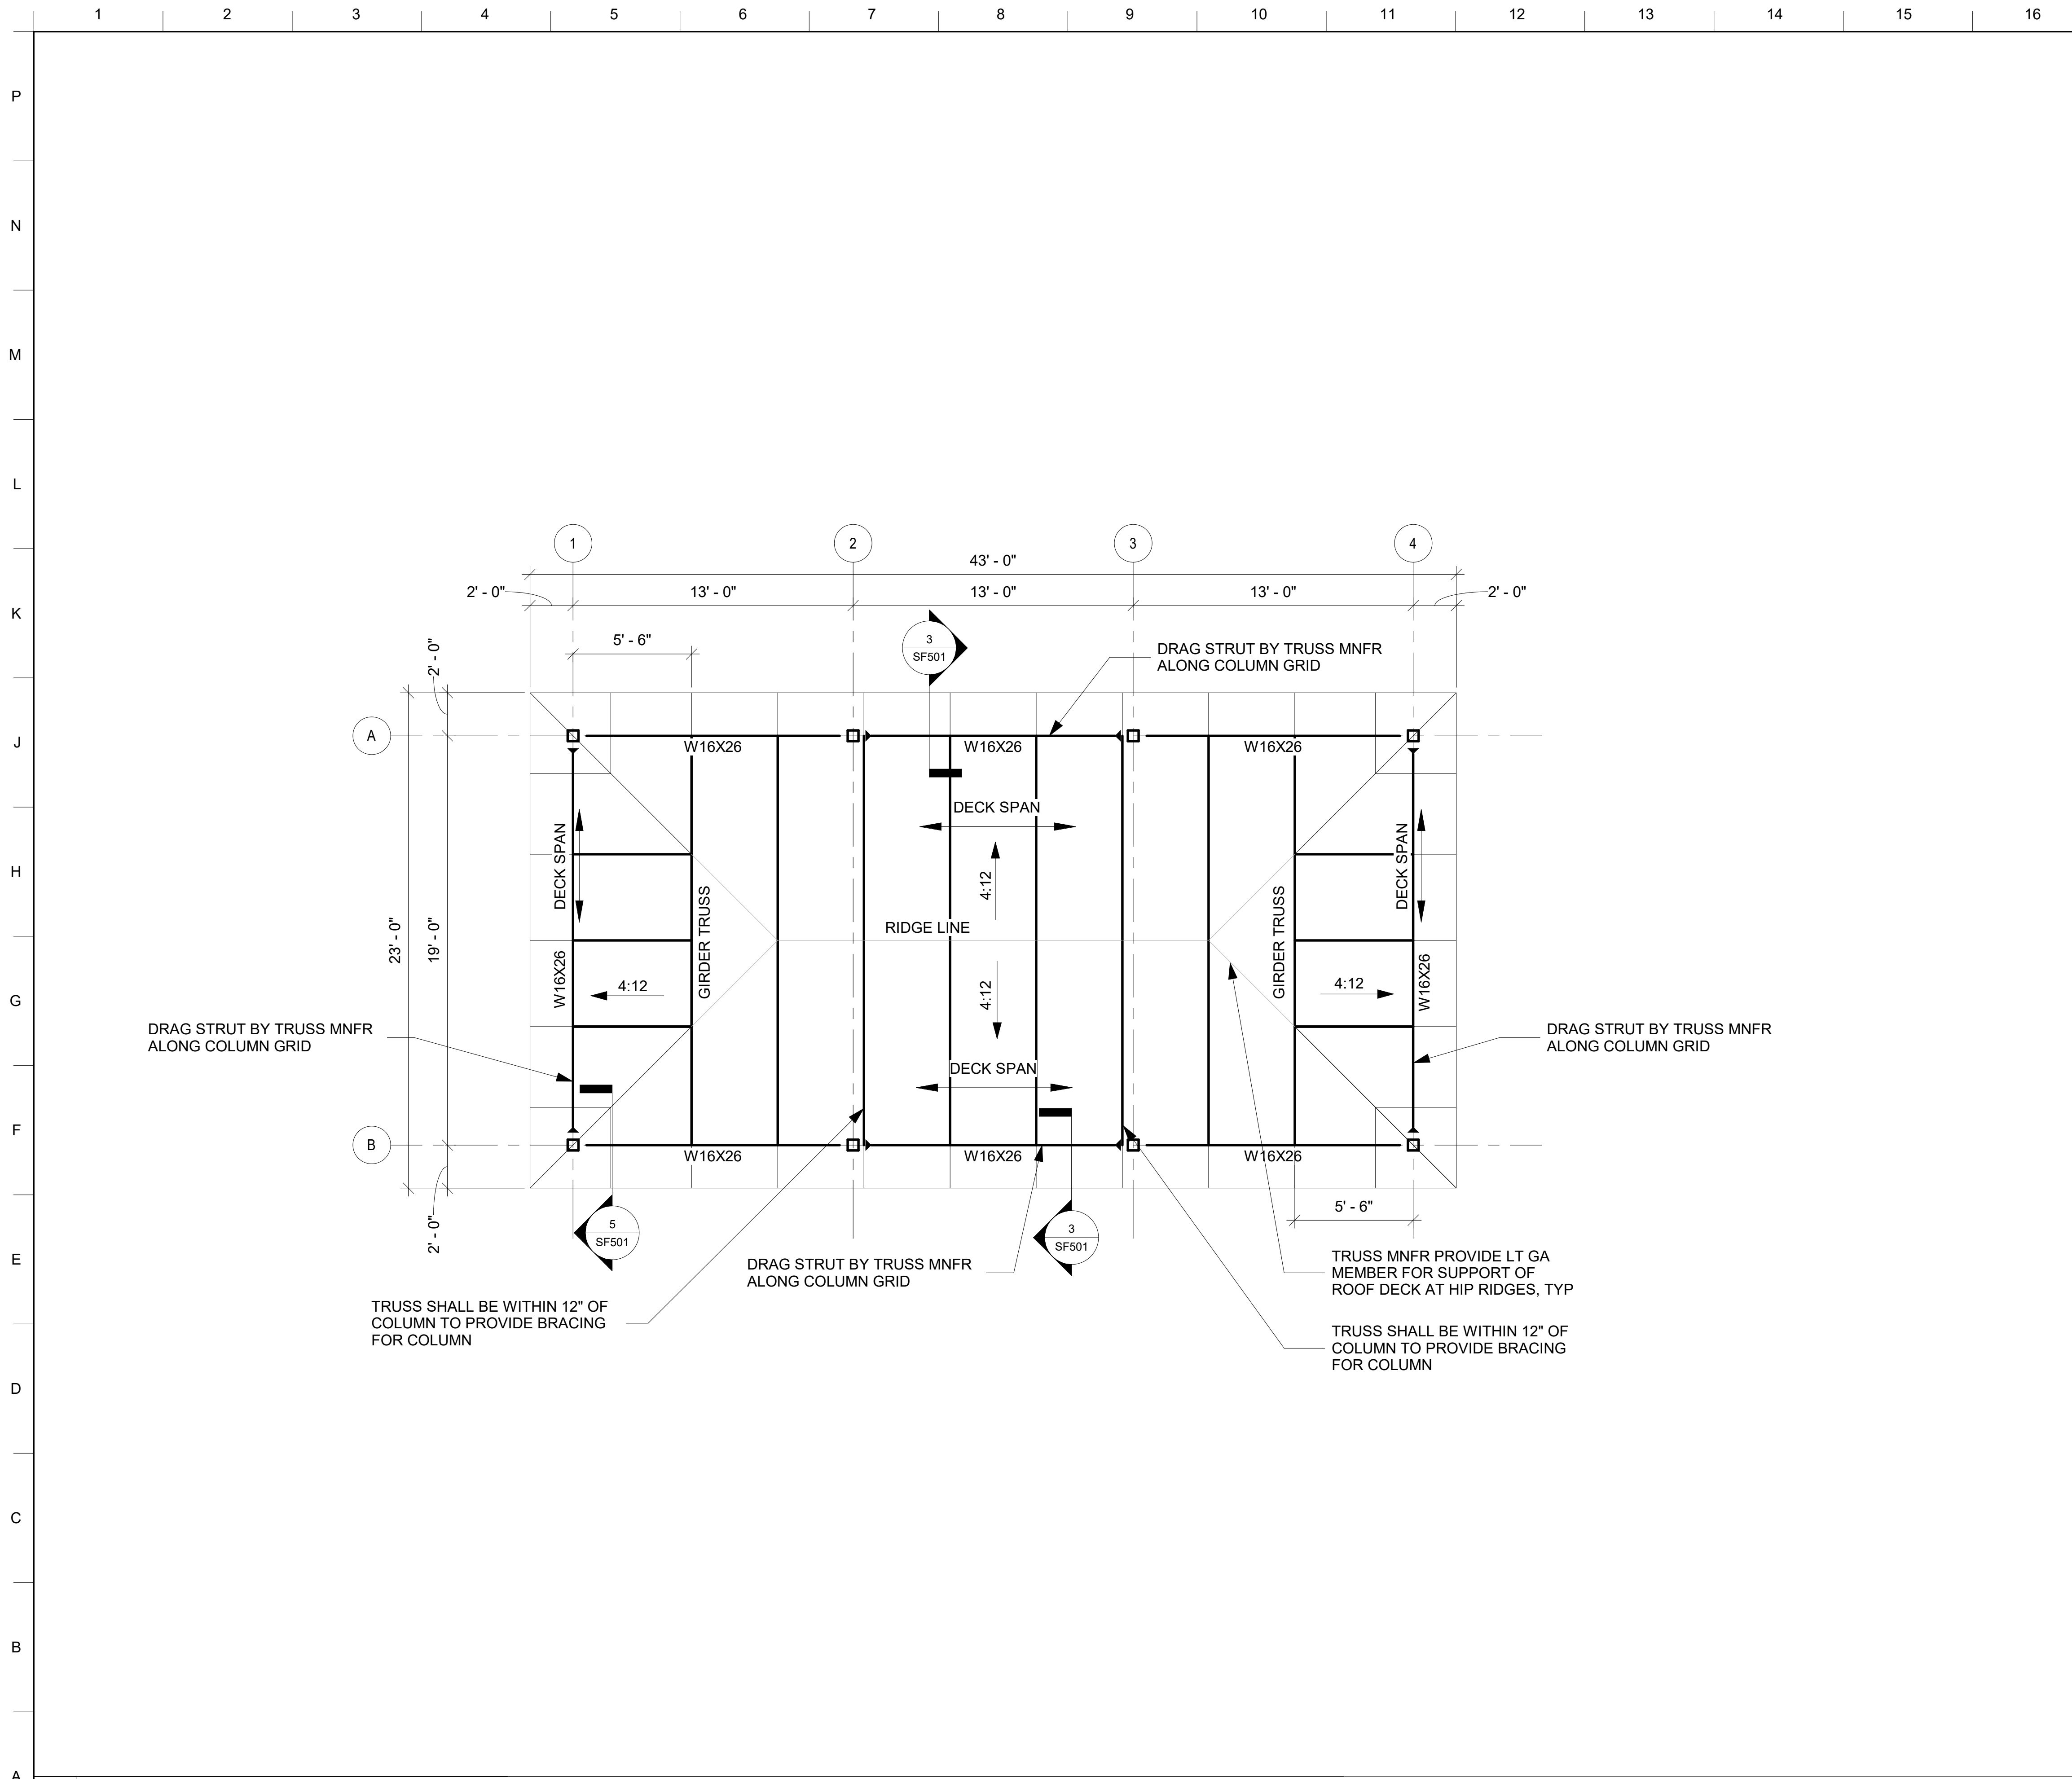 1 2 3 4 5 6 7 8 9 10 11 12 13 14 15 16
P
N
M
L
K
J
H
G
F
E
D
C
B
A
1 2 3 4
43' - 0"
2' - 0" 13' - 0" 13' - 0" 13' - 0" 2' - 0"
5' - 6"
3
SF501
DRAG STRUT BY TRUSS MNFR
ALONG COLUMN GRID
2' - 0"
A
W16X26 W16X26 W16X26
DECK SPAN
DECK SPAN
DECK SPAN
4:12
GIRDER TRUSS
GIRDER TRUSS
RIDGE LINE
23' - 0"
19' - 0"
W16X26
W16X26
4:12
4:12
4:12
DRAG STRUT BY TRUSS MNFR
ALONG COLUMN GRID
DRAG STRUT BY TRUSS MNFR
ALONG COLUMN GRID
DECK SPAN
B
W16X26 W16X26 W16X26
2' - 0"
5' - 6"
5
SF501
3
SF501
DRAG STRUT BY TRUSS MNFR
ALONG COLUMN GRID
TRUSS MNFR PROVIDE LT GA
MEMBER FOR SUPPORT OF
ROOF DECK AT HIP RIDGES, TYP
TRUSS SHALL BE WITHIN 12" OF
COLUMN TO PROVIDE BRACING
FOR COLUMN
TRUSS SHALL BE WITHIN 12" OF
COLUMN TO PROVIDE BRACING
FOR COLUMN